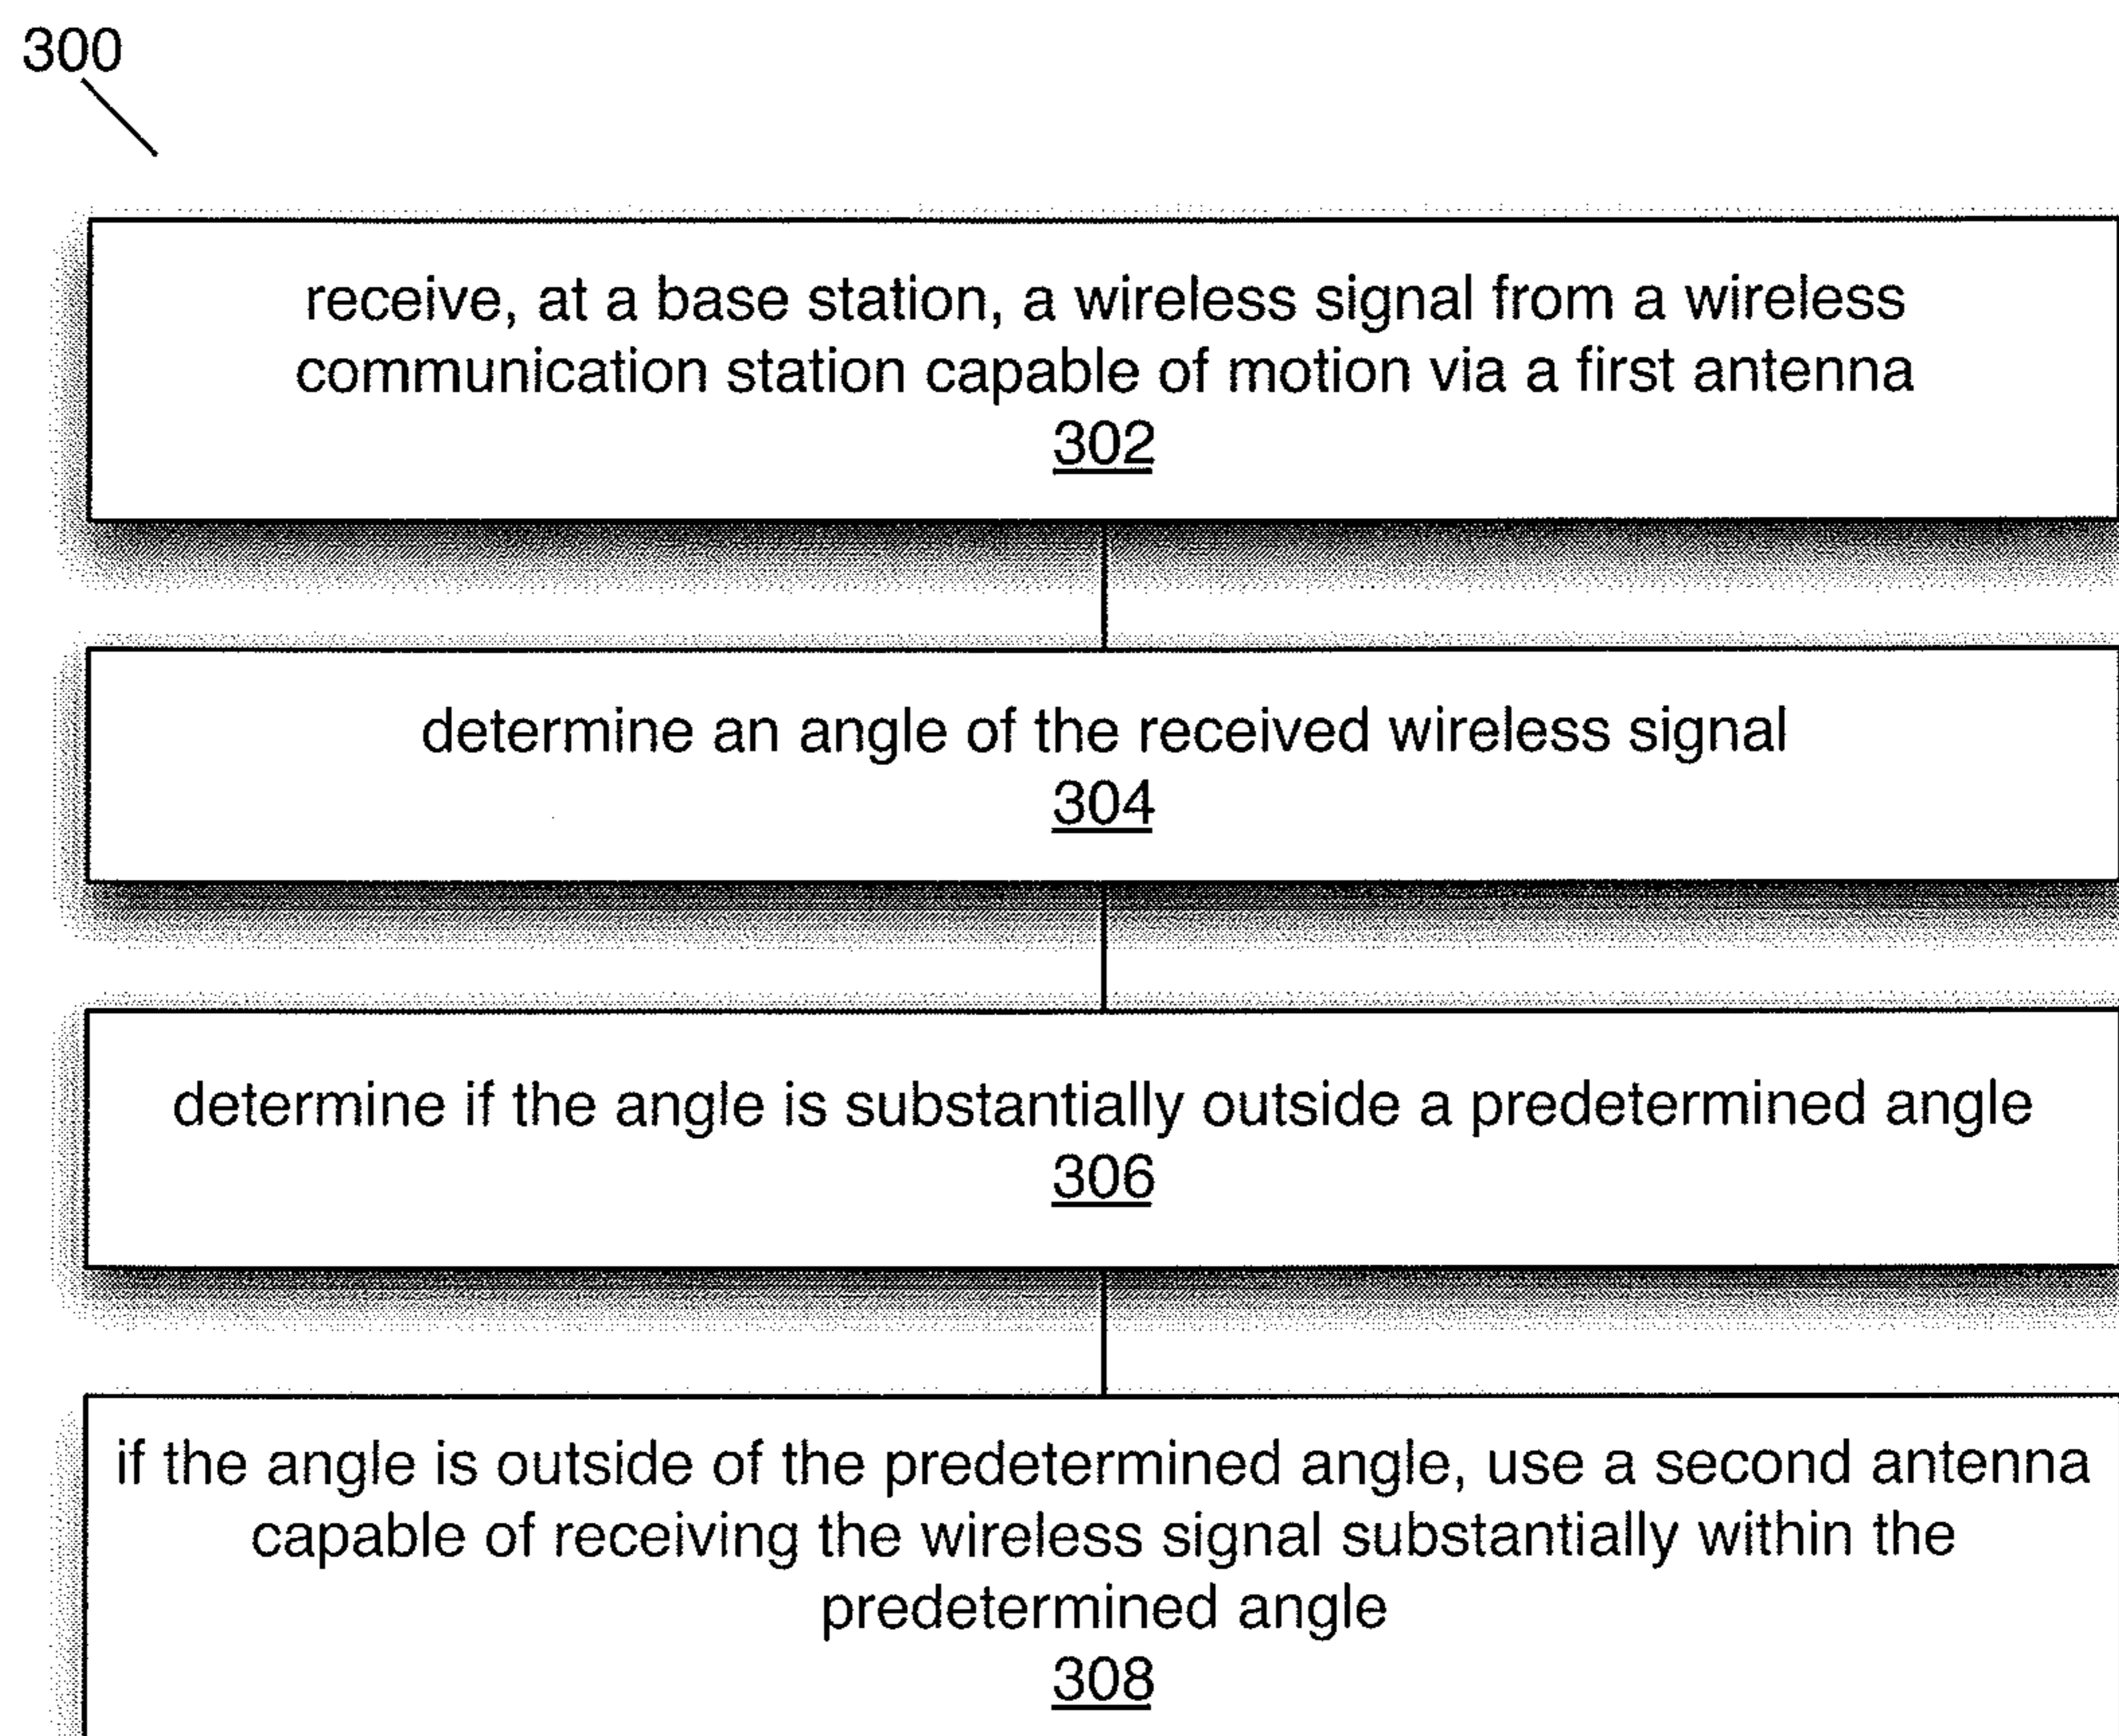 300
receive, at a base station, a wireless signal from a wireless
communication station capable of motion via a first antenna
302
determine an angle of the received wireless signal
304
determine if the angle is substantially outside a predetermined angle
306
if the angle is outside of the predetermined angle, use a second antenna
capable of receiving the wireless signal substantially within the
predetermined angle
308